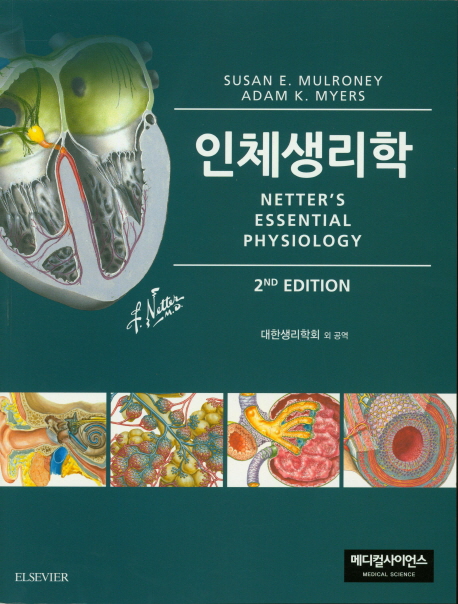 SUSAN E. MULRONEY
ADAM K. MYERS
인체생리학
NETTER'S
ESSENTIAL
PHYSIOLOGY
2ND EDITION
f. Netter
M.D.
대한생리학회 외 공역
ELSEVIER
메디컬사이언스
MEDICAL SCIENCE